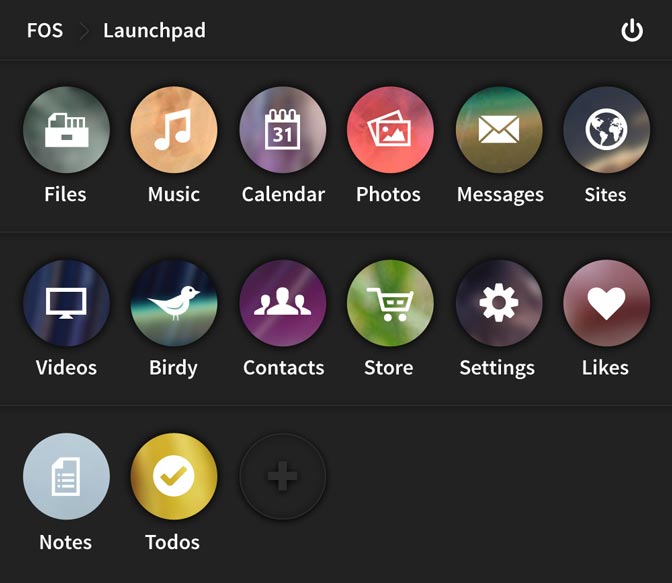 FOS Launchpad
31
Files Music Calendar Photos Messages Sites
Videos Birdy Contacts Store Settings Likes
Notes Todos